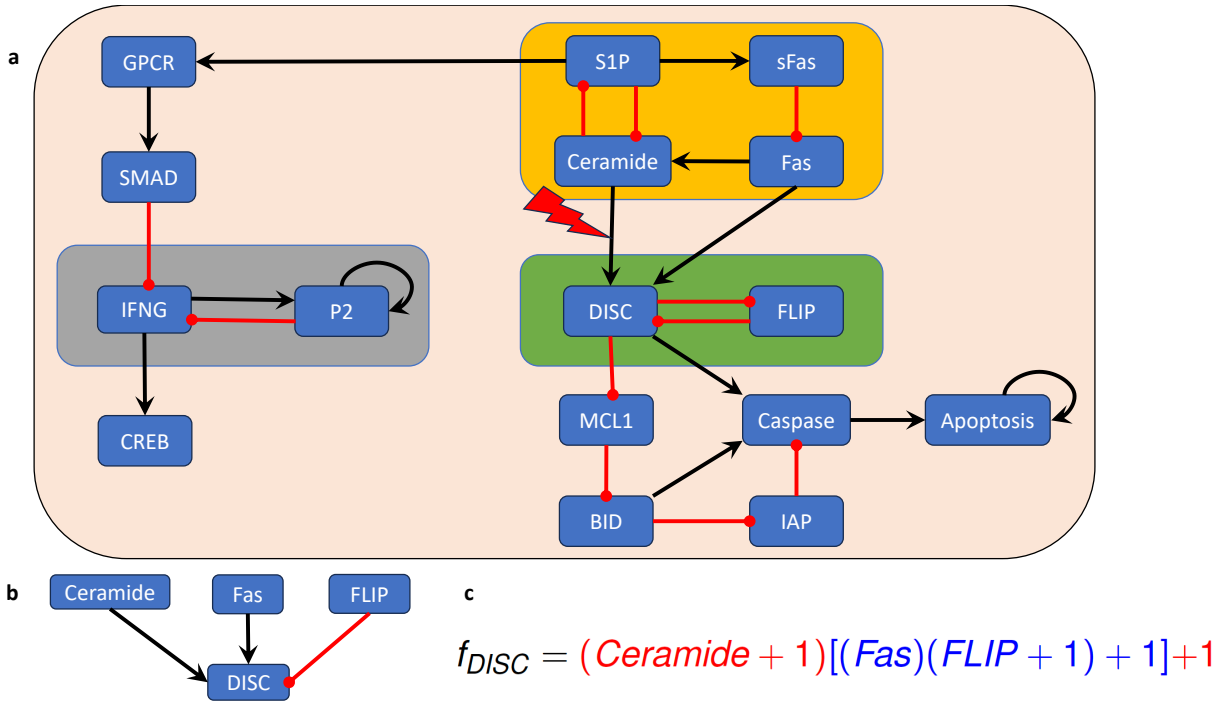 a
GPCR
S1P
sFas
SMAD
Ceramide
Fas
IFNG
P2
DISC
FLIP
CREB
MCL1
Caspase
Apoptosis
BID
IAP
b
Ceramide
Fas
FLIP
DISC
c
f_DISC = (Ceramide + 1)[(Fas)(FLIP + 1) + 1]+1